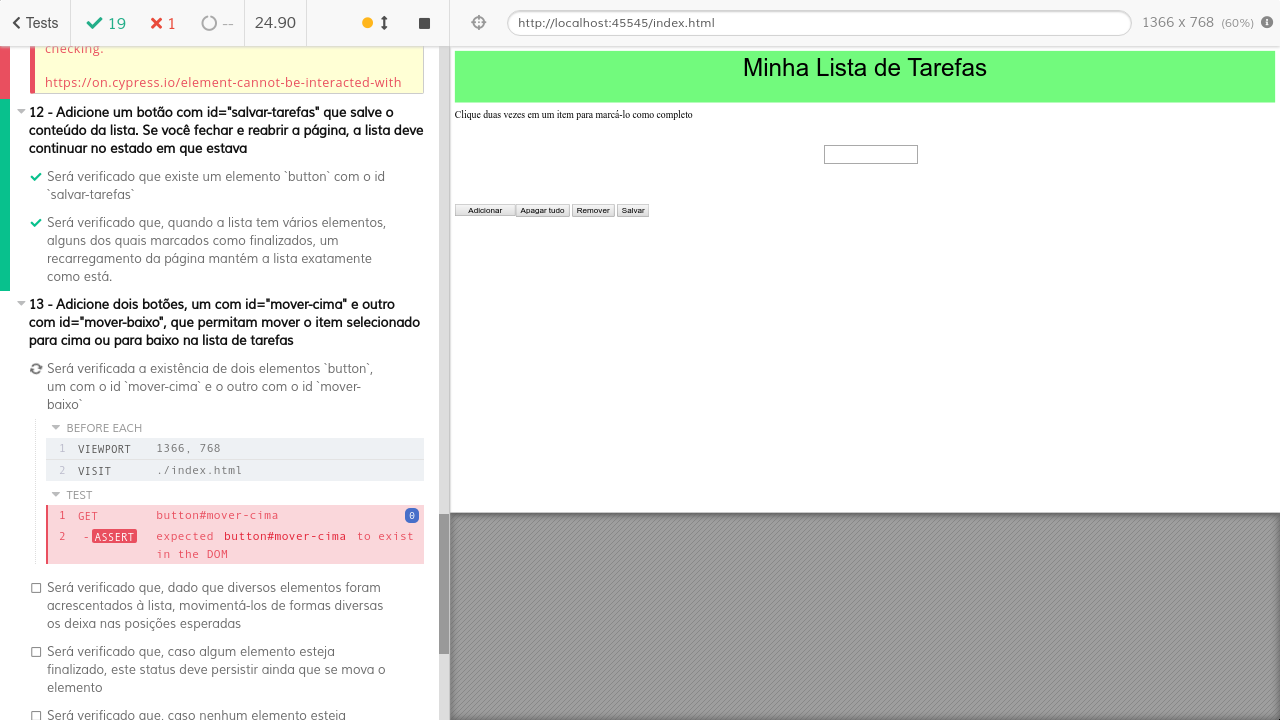 Tests
19
1
--
24.90
http://localhost:45545/index.html
1366 x 768 (60%)
checking.
https://on.cypress.io/element-cannot-be-interacted-with
12 - Adicione um botão com id="salvar-tarefas" que salve o
conteúdo da lista. Se você fechar e reabrir a página, a lista deve
continuar no estado em que estava
Será verificado que existe um elemento `button` com o id
`salvar-tarefas`
Será verificado que, quando a lista tem vários elementos,
alguns dos quais marcados como finalizados, um
recarregamento da página mantém a lista exatamente
como está.
13 - Adicione dois botões, um com id="mover-cima" e outro
com id="mover-baixo", que permitam mover o item selecionado
para cima ou para baixo na lista de tarefas
Será verificada a existência de dois elementos `button`,
um com o id `mover-cima` e o outro com o id `mover-
baixo`
BEFORE EACH
1 VIEWPORT 1366, 768
2 VISIT ./index.html
TEST
1 GET button#mover-cima 0
2 -ASSERT expected button#mover-cima to exist
in the DOM
Será verificado que, dado que diversos elementos foram
acrescentados à lista, movimentá-los de formas diversas
os deixa nas posições esperadas
Será verificado que, caso algum elemento esteja
finalizado, este status deve persistir ainda que se mova o
elemento
Será verificado que, caso nenhum elemento esteja
Minha Lista de Tarefas
Clique duas vezes em um item para marcá-lo como completo
Adicionar Apagar tudo Remover Salvar